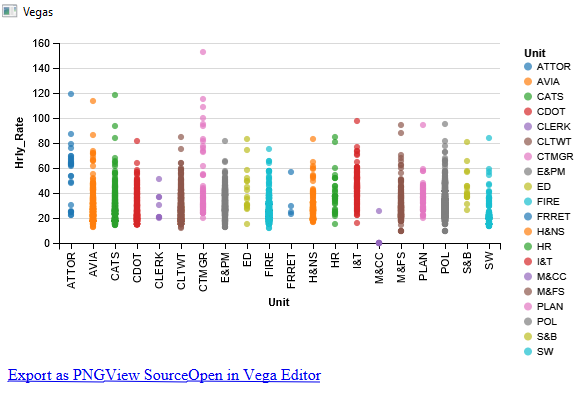 Vegas
160
140
120
100
80
60
40
20
0
Hrly_Rate
ATTOR
AVIA
CATS
CDOT
CLERK
CLTWT
CTMGR
E&PM
ED
FIRE
FRRET
H&NS
HR
I&T
M&CC
M&FS
PLAN
POL
S&B
SW
Unit
Unit
ATTOR
AVIA
CATS
CDOT
CLERK
CLTWT
CTMGR
E&PM
ED
FIRE
FRRET
H&NS
HR
I&T
M&CC
M&FS
PLAN
POL
S&B
SW
Export as PNGView SourceOpen in Vega Editor